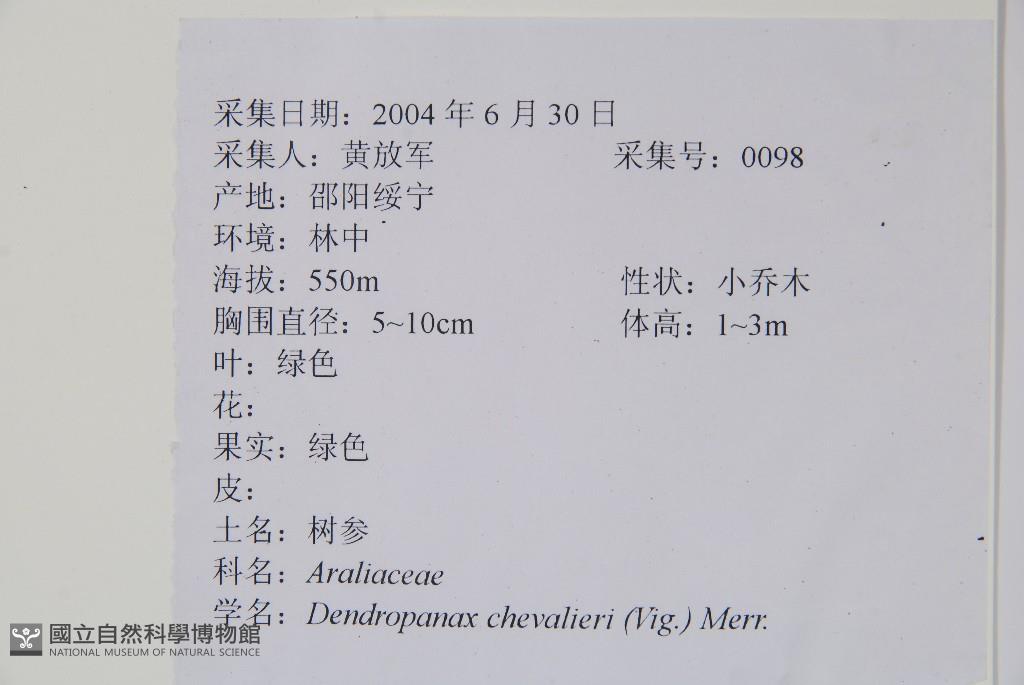 采集日期：2004 年 6 月 30 日
采集人：黄放军 采集号：0098
产地：邵阳绥宁
环境：林中
海拔：550m 性状：小乔木
胸围直径：5~10cm 体高：1~3m
叶：绿色
花：
果实：绿色
皮：
土名：树参
科名：Araliaceae
学名：Dendropanax chevalieri (Vig.) Merr.
國立自然科學博物館
NATIONAL MUSEUM OF NATURAL SCIENCE